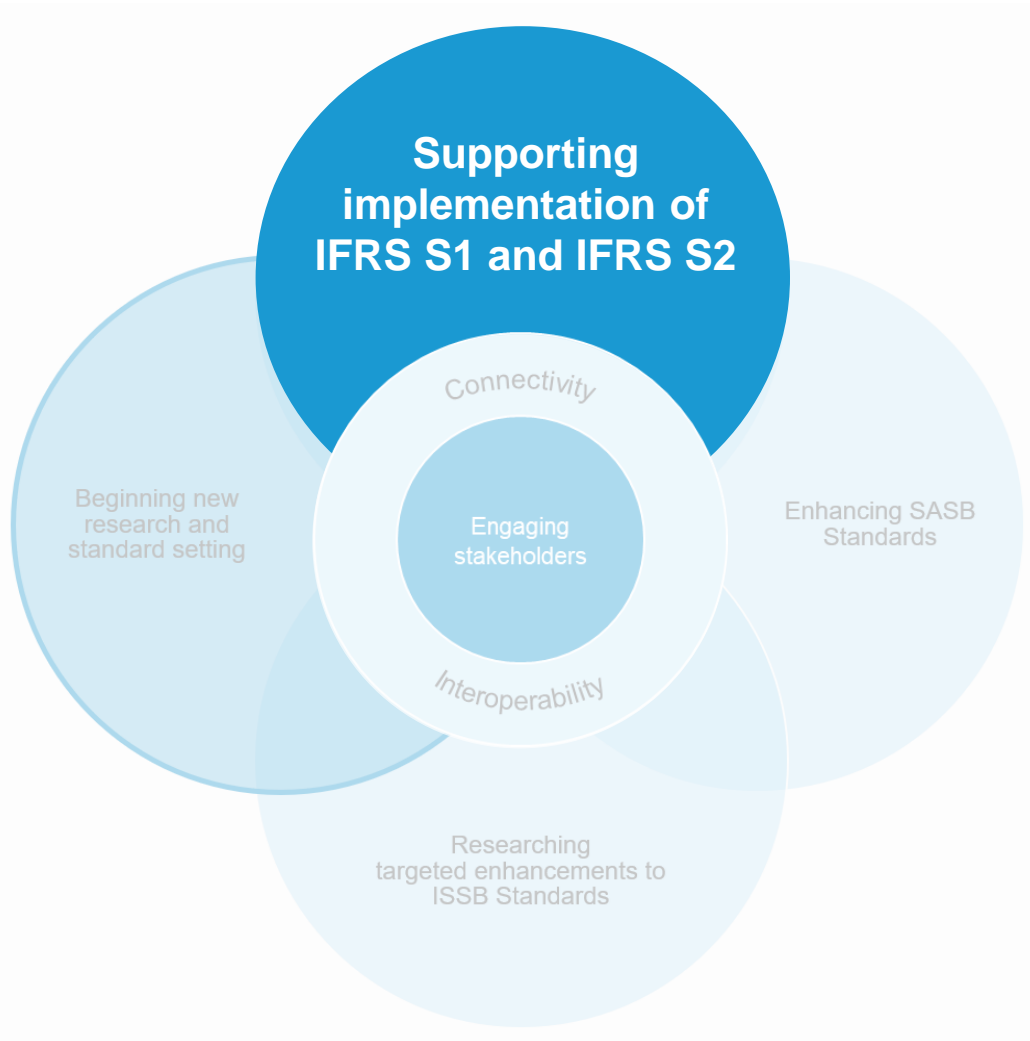 Supporting
implementation of
IFRS S1 and IFRS S2
Connectivity
Beginning new
research and
standard setting
Engaging
stakeholders
Enhancing SASB
Standards
Interoperability
Researching
targeted enhancements to
ISSB Standards